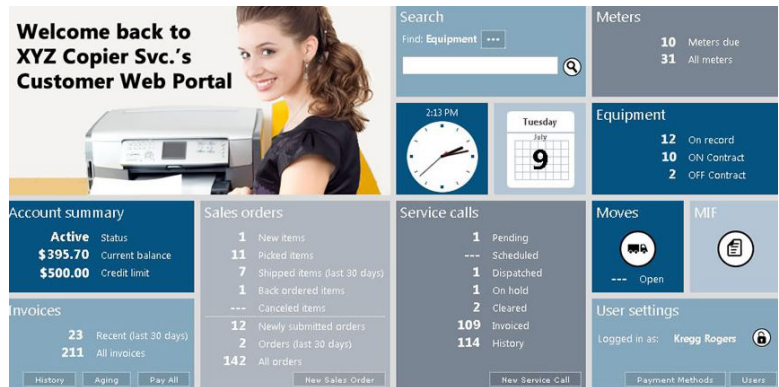 Welcome back to
XYZ Copier Svc.'s
Customer Web Portal
Search
Find: Equipment ...
Meters
10 Meters due
31 All meters
2:13 PM
Tuesday
July
9
Equipment
12 On record
10 ON Contract
2 OFF Contract
Account summary
Active Status
$395.70 Current balance
$500.00 Credit limit
Sales orders
1 New items
11 Picked items
7 Shipped items (last 30 days)
1 Back ordered items
--- Canceled items
12 Newly submitted orders
2 Orders (last 30 days)
142 All orders
New Sales Order
Service calls
1 Pending
--- Scheduled
1 Dispatched
1 On hold
2 Cleared
109 Invoiced
114 History
New Service Call
Moves
--- Open
MIF
Invoices
23 Recent (last 30 days)
211 All invoices
History Aging Pay All
User settings
Logged in as: Kregg Rogers
Payment Methods Users